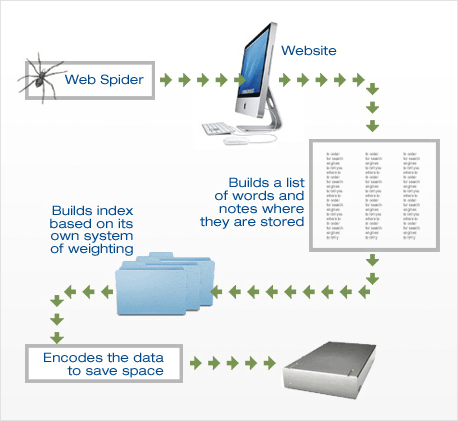 Web Spider
Website
Builds a list
of words and
notes where
they are stored
Builds index
based on its
own system
of weighting
Encodes the data
to save space